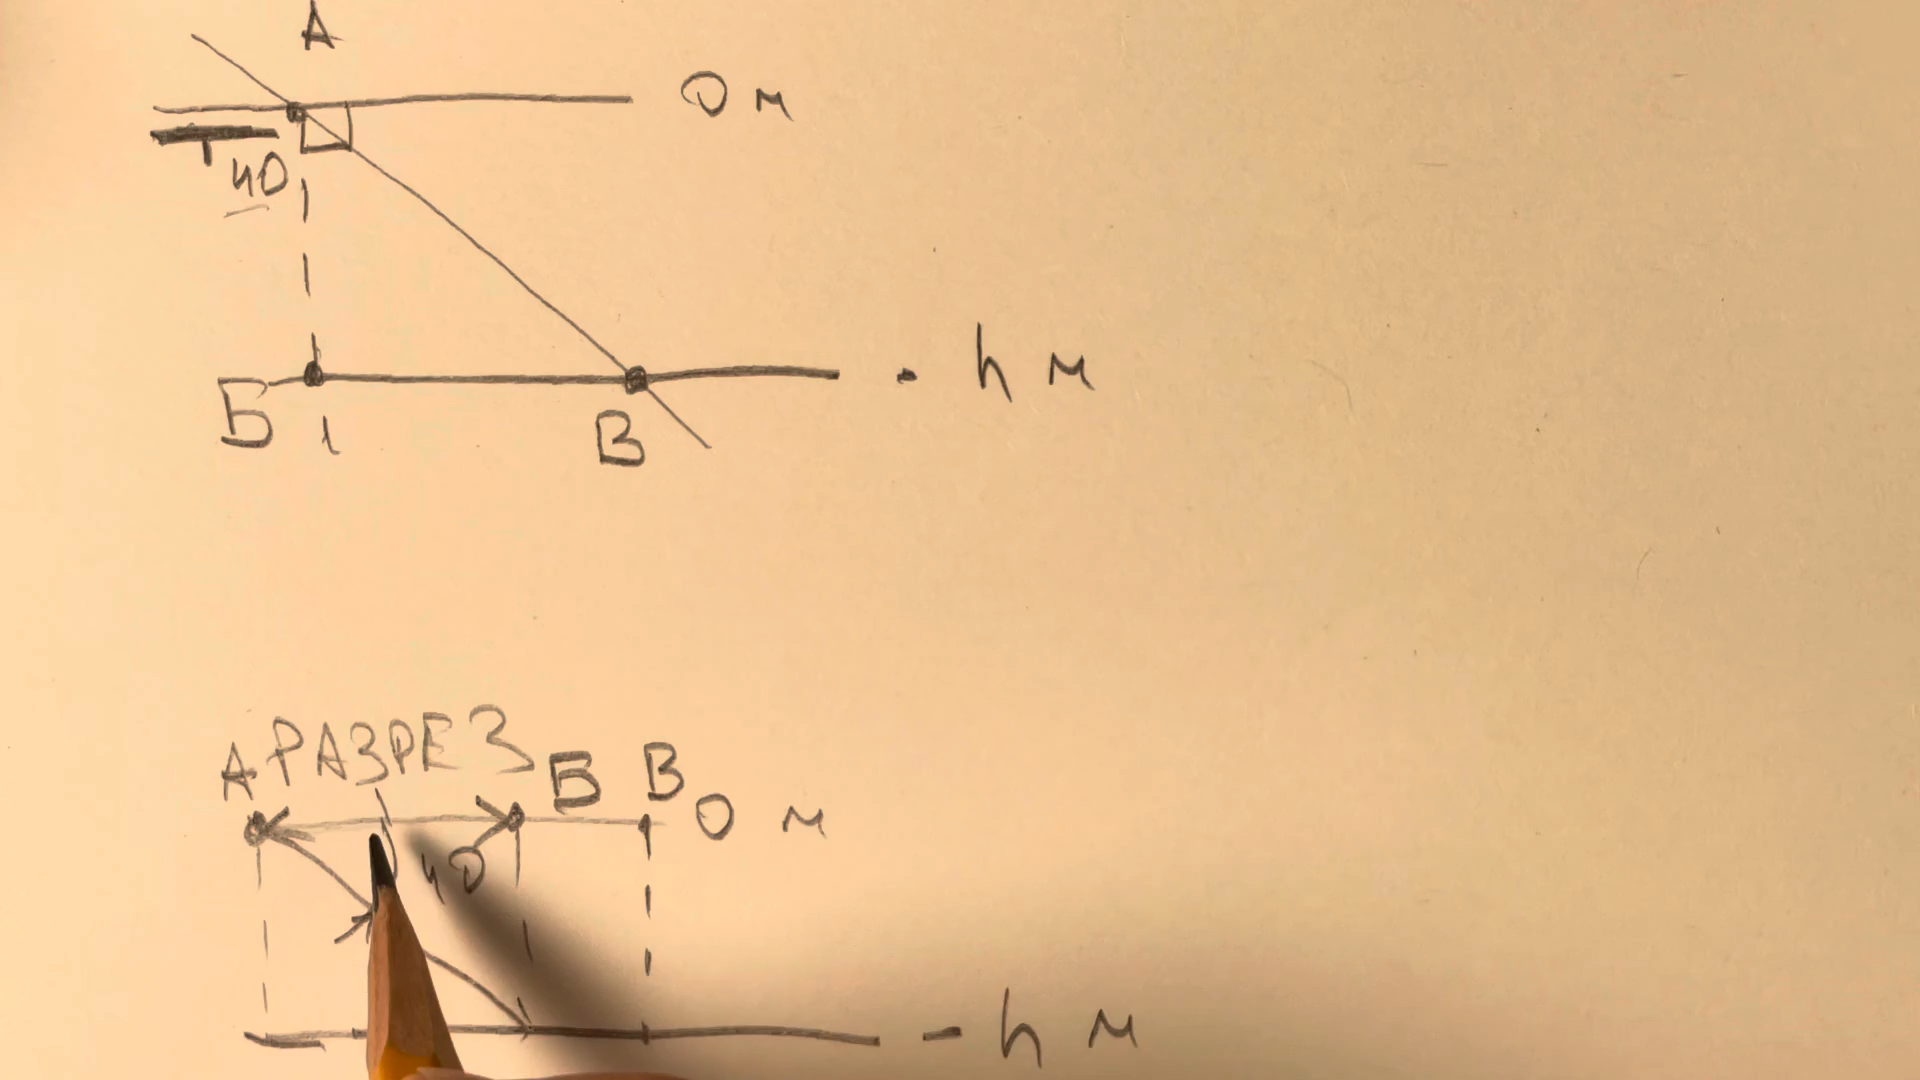 А
0 м
40
Б
В
- h м
РАЗРЕЗ
А Б В 0 м
40
- h м